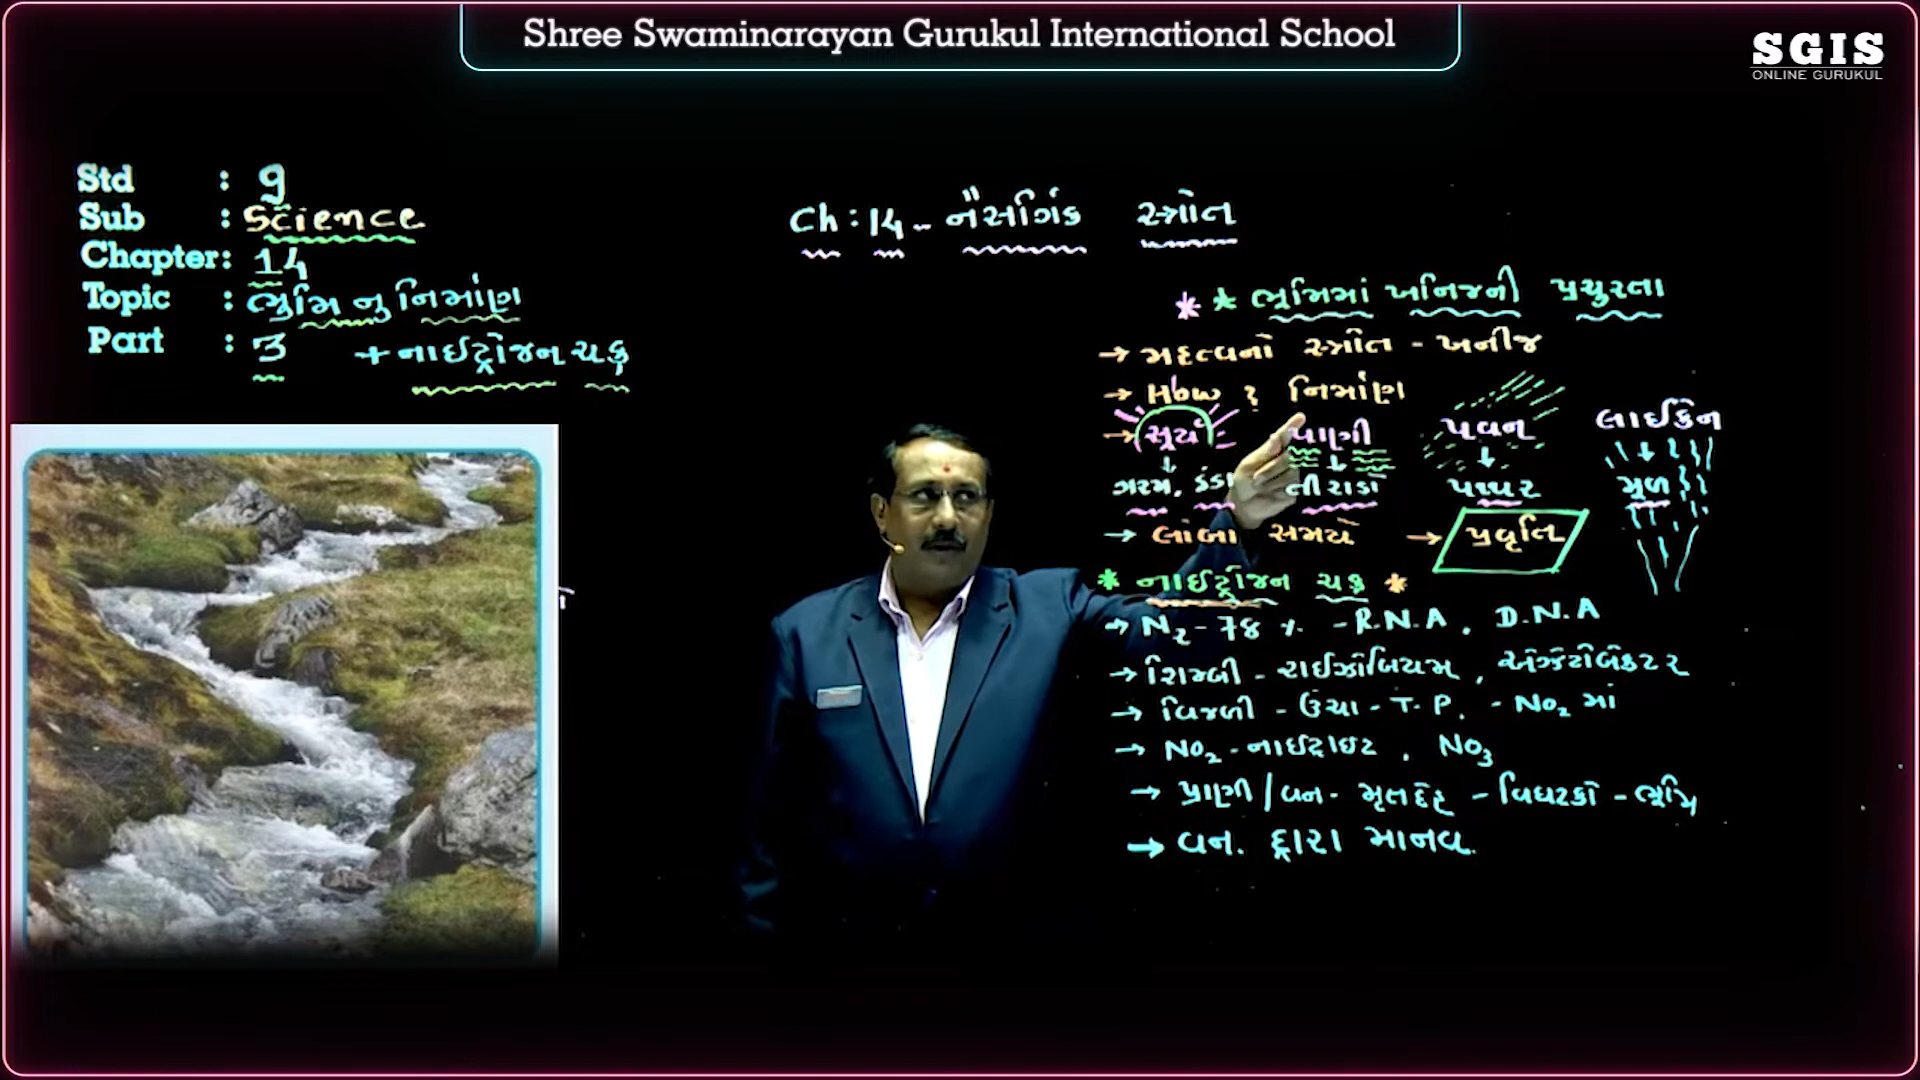 Shree Swaminarayan Gurukul International School
SGIS
ONLINE GURUKUL
Std : 9
Sub : Science
Chapter : 14
Topic : ભુમિ નુ નિર્માણ
Part : 3 + નાઈટ્રોજન ચક્ર
Ch : 14 - નૈસર્ગિક સ્ત્રોત
* * ભૂમિમાં ખનિજની પ્રચુરતા
→ મહત્વનો સ્ત્રોત - ખનીજ
→ How ? નિર્માણ
→ સૂર્ય પાણી પવન લાઈકેન
↓ ↓ ↓ ↓
ગરમ, ઠંડા તીરાડો પથ્થર મૂળ
→ લાંબા સમયે → પ્રવૃતિ
* નાઈટ્રોજન ચક્ર *
→ N2 - 78 % - R.N.A , D.N.A
→ શિમ્બી - રાઈઝોબિયમ , એઝેટોબેક્ટર
→ વિજળી - ઉંચા - T. P. - NO2 માં
→ NO2 - નાઈટ્રાઇટ , NO3
→ પ્રાણી / વન - મૃતદેહ - વિઘટકો - ભૂમિ
→ વન. દ્વારા માનવ.